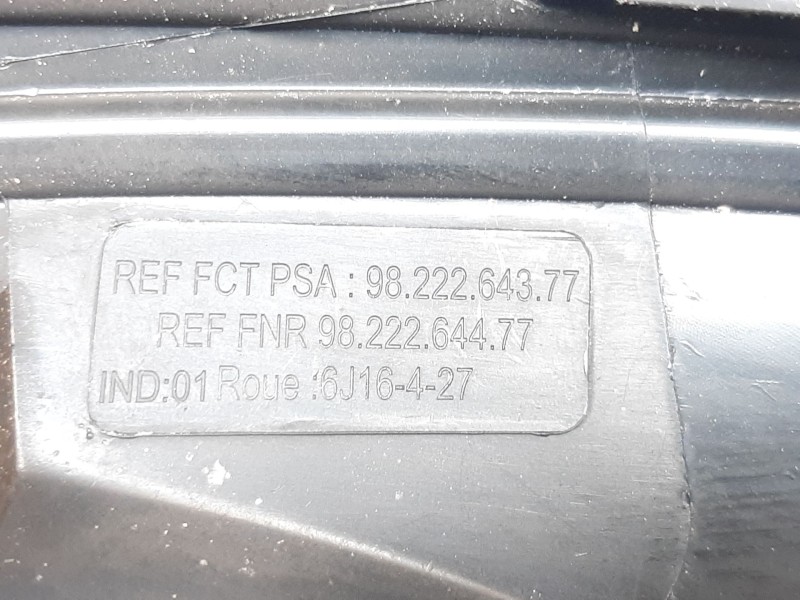 REF FCT PSA : 98.222.643.77
REF FNR 98.222.644.77
IND:01 Roue :6J16-4-27